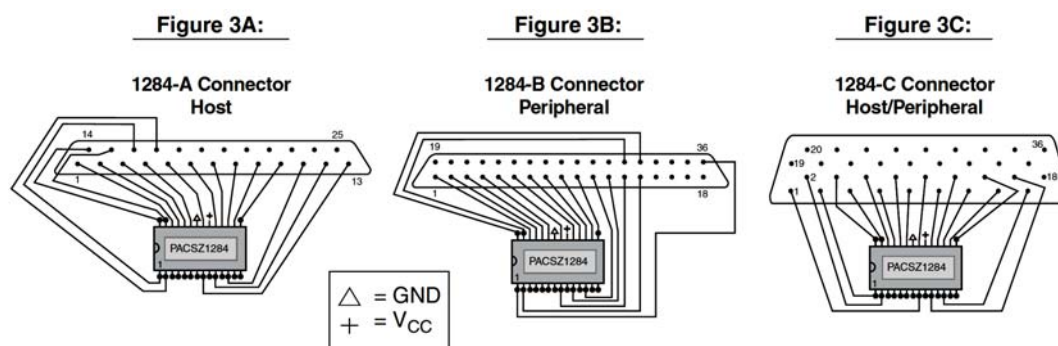 Figure 3A:
1284-A Connector
Host
14
25
1
13
PACSZ1284
1
Figure 3B:
1284-B Connector
Peripheral
19
36
1
18
PACSZ1284
1
△ = GND
+ = VCC
Figure 3C:
1284-C Connector
Host/Peripheral
20
36
19
2
18
1
PACSZ1284
1